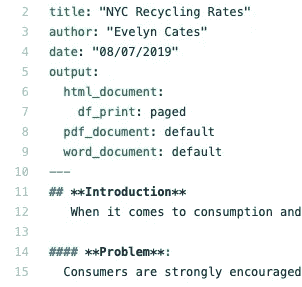 2 title: "NYC Recycling Rates"
3 author: "Evelyn Cates"
4 date: "08/07/2019"
5 output:
6   html_document:
7     df_print: paged
8   pdf_document: default
9   word_document: default
10 ---
11 ## **Introduction**
12    When it comes to consumption and
13
14 #### **Problem**:
15   Consumers are strongly encouraged